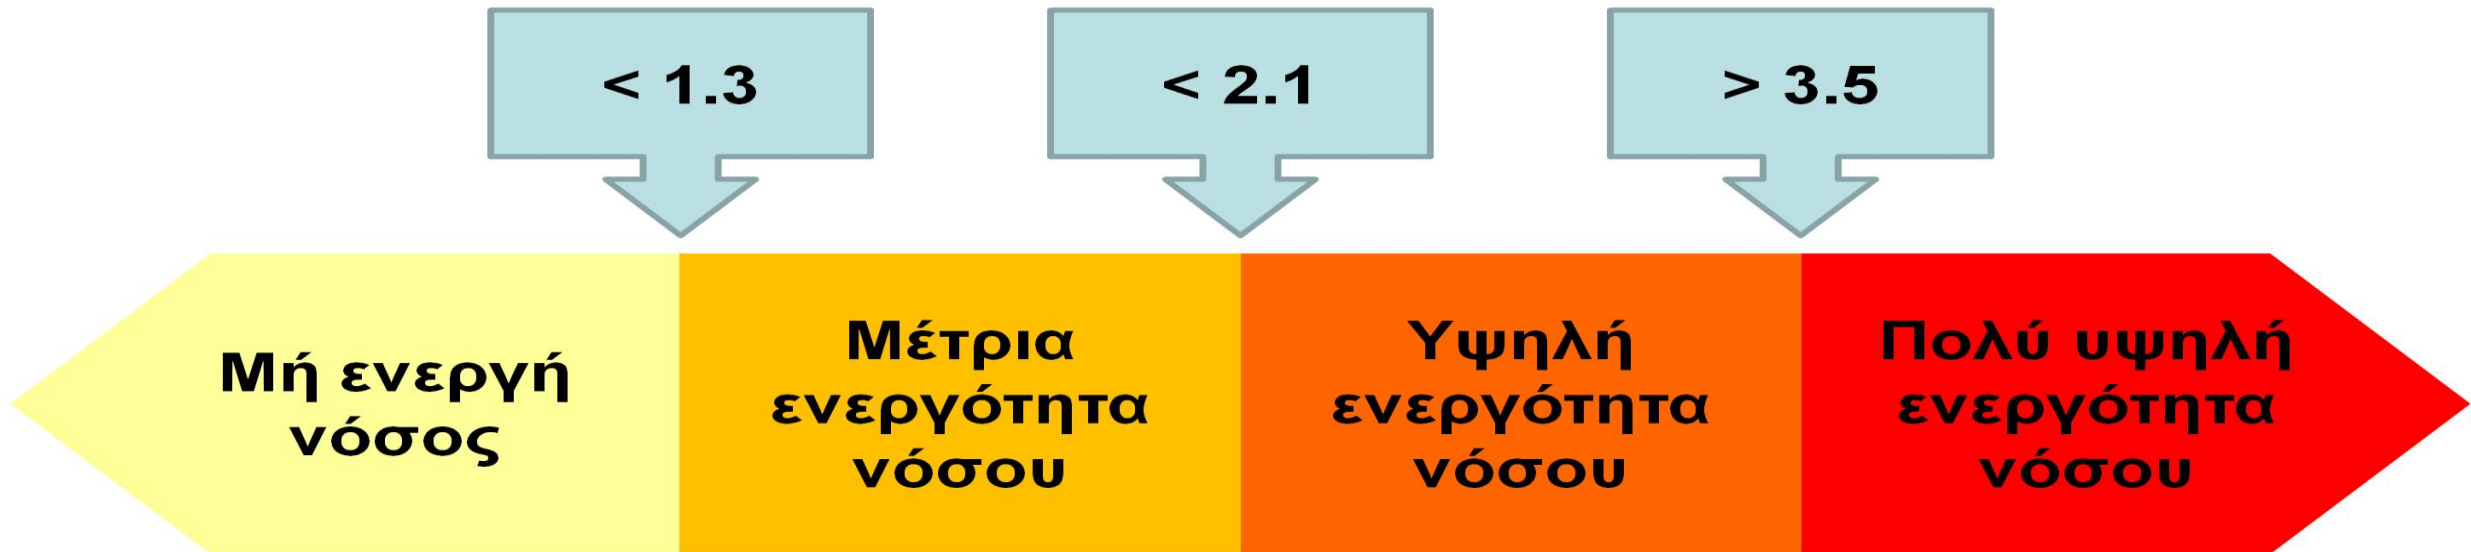 < 1.3
< 2.1
> 3.5
Μή ενεργή
νόσος
Μέτρια
ενεργότητα
νόσου
Υψηλή
ενεργότητα
νόσου
Πολύ υψηλή
ενεργότητα
νόσου